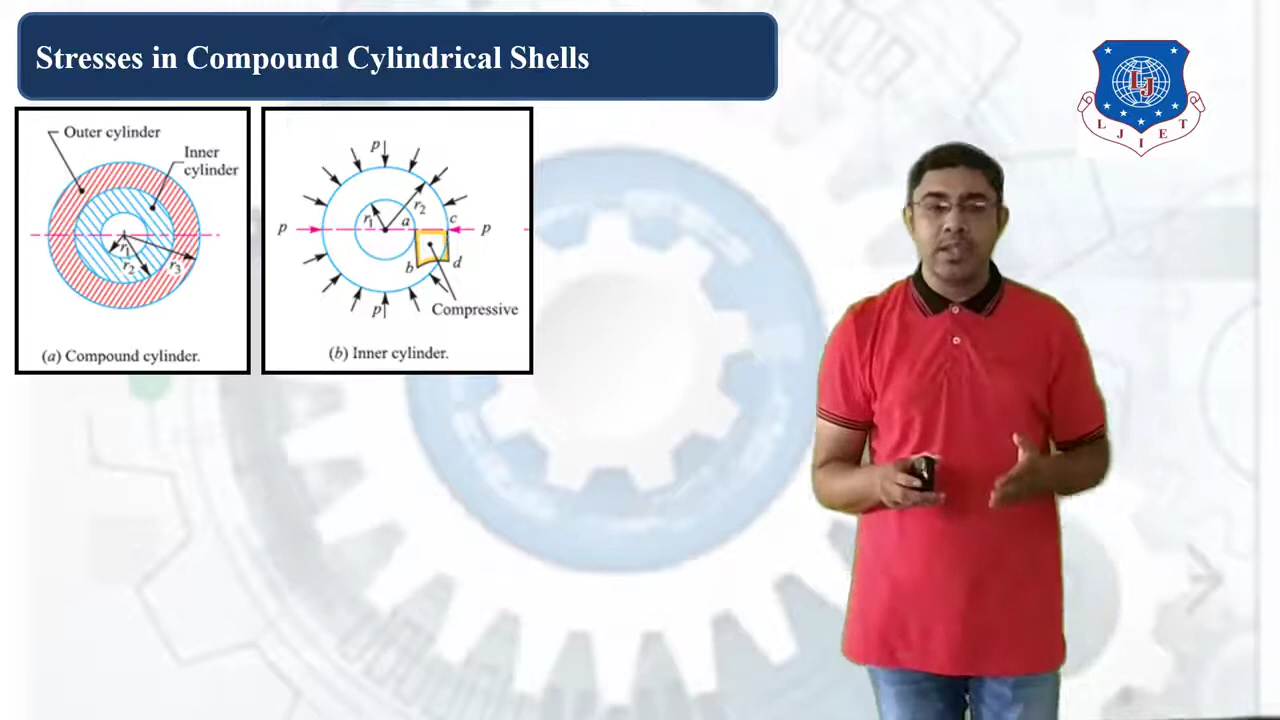 Stresses in Compound Cylindrical Shells
Outer cylinder
Inner
cylinder
r1
r2
r3
(a) Compound cylinder.
p
r1
r2
a
c
p
p
b
d
p
Compressive
(b) Inner cylinder.
LJ
L J I E T